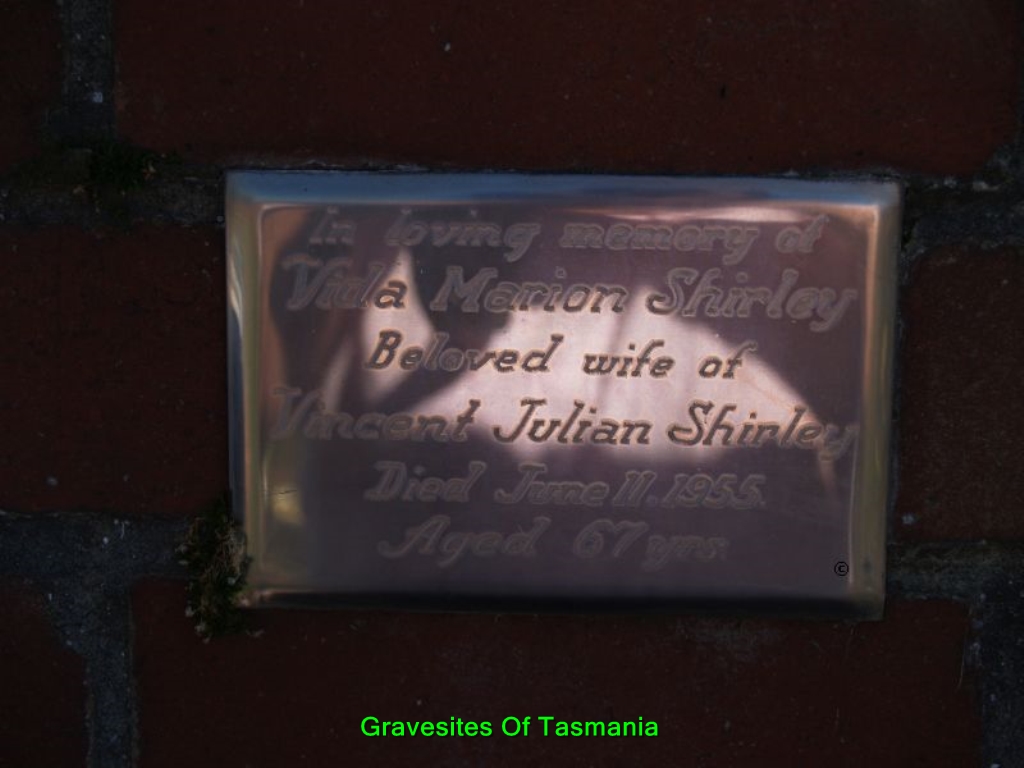 In loving memory of
Vida Marion Shirley
Beloved wife of
Vincent Julian Shirley
Died June 11. 1955.
Aged 67 yrs.
©
Gravesites Of Tasmania